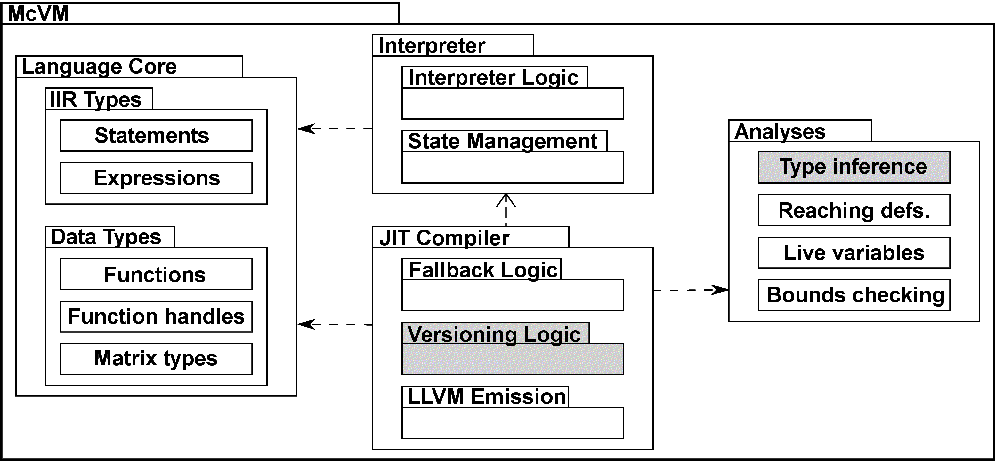 McVM
Language Core
IIR Types
Statements
Expressions
Data Types
Functions
Function handles
Matrix types
Interpreter
Interpreter Logic
State Management
JIT Compiler
Fallback Logic
Versioning Logic
LLVM Emission
Analyses
Type inference
Reaching defs.
Live variables
Bounds checking